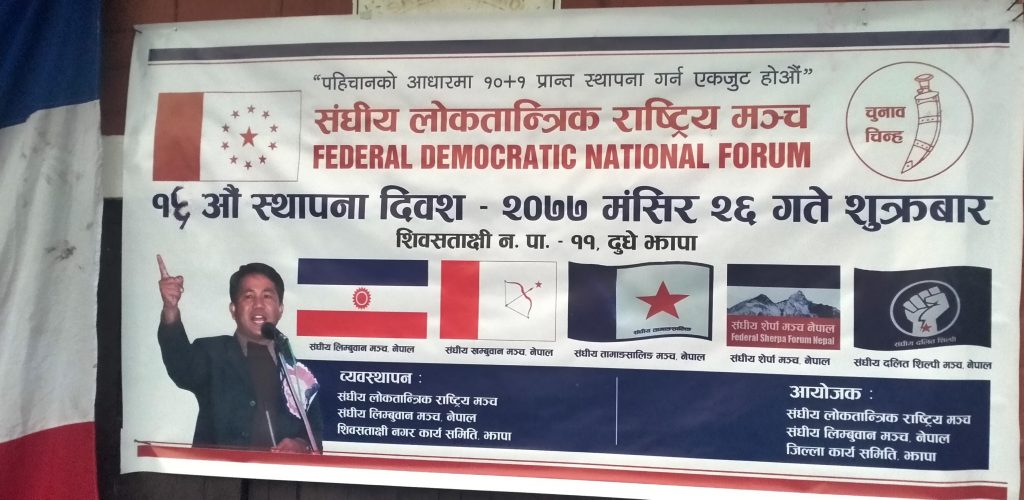 “पहिचानको आधारमा १०+१ प्रान्त स्थापना गर्न एकजुट होऔं”
संघीय लोकतान्त्रिक राष्ट्रिय मञ्च
FEDERAL DEMOCRATIC NATIONAL FORUM
चुनाव
चिन्ह
औं स्थापना दिवश - २०७७ मंसिर २६ गते शुक्रबार
शिवसताक्षी न. पा. - ११, दुधे झापा
संघीय लिम्बुवान मञ्च, नेपाल
संघीय खम्बुवान मञ्च, नेपाल
संघीय तामाङसालिङ
संघीय तामाङसालिङ मञ्च, नेपाल
संघीय शेर्पा मञ्च नेपाल
Federal Sherpa Forum Nepal
संघीय शेर्पा मञ्च, नेपाल
संघीय दलित शिल्पी
संघीय दलित शिल्पी मञ्च, नेपाल
व्यवस्थापन :
संघीय लोकतान्त्रिक राष्ट्रिय मञ्च
संघीय लिम्बुवान मञ्च, नेपाल
शिवसताक्षी नगर कार्य समिति, झापा
आयोजक :
संघीय लोकतान्त्रिक राष्ट्रिय मञ्च
संघीय लिम्बुवान मञ्च, नेपाल
जिल्ला कार्य समिति, झापा